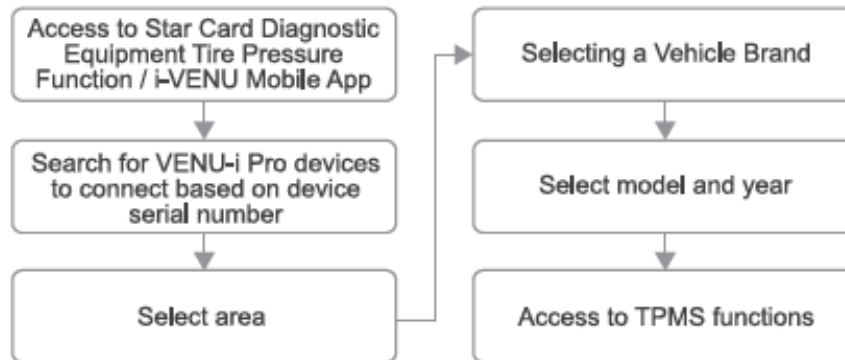 Access to Star Card Diagnostic
Equipment Tire Pressure
Function / i-VENU Mobile App
Search for VENU-i Pro devices
to connect based on device
serial number
Select area
Selecting a Vehicle Brand
Select model and year
Access to TPMS functions